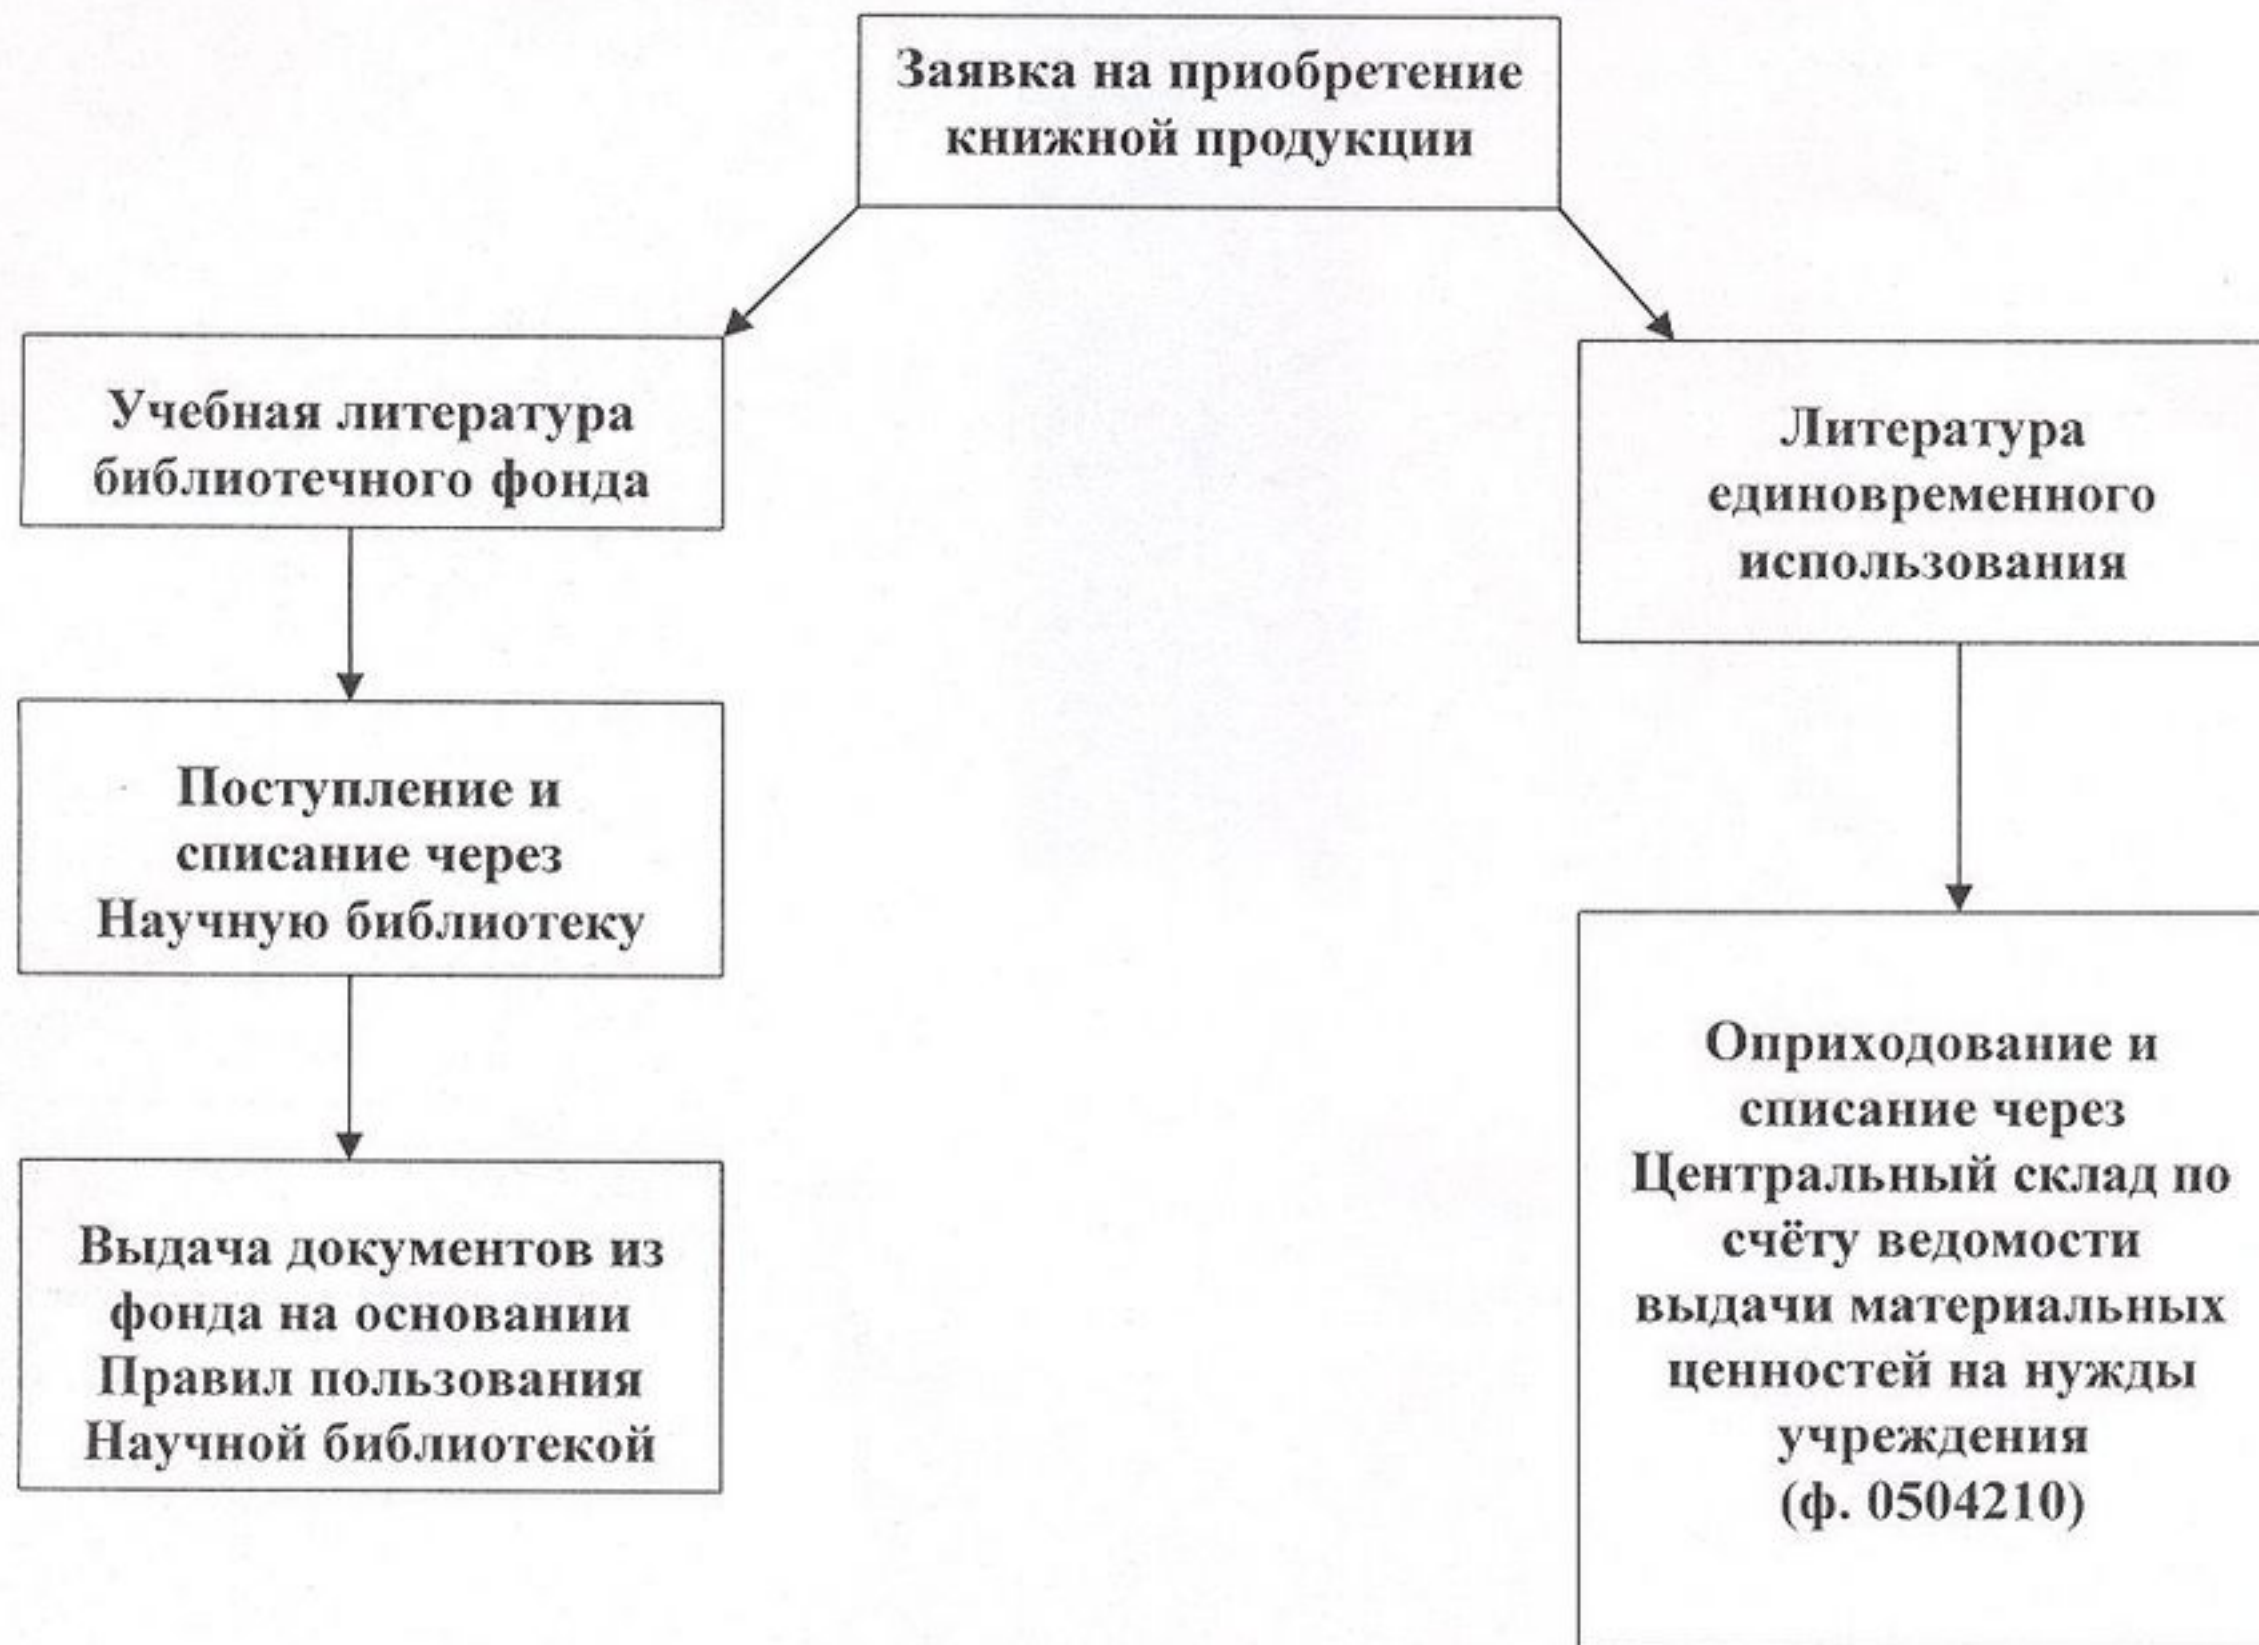 Заявка на приобретение
книжной продукции
Учебная литература
библиотечного фонда
Поступление и
списание через
Научную библиотеку
Выдача документов из
фонда на основании
Правил пользования
Научной библиотекой
Литература
единовременного
использования
Оприходование и
списание через
Центральный склад по
счёту ведомости
выдачи материальных
ценностей на нужды
учреждения
(ф. 0504210)